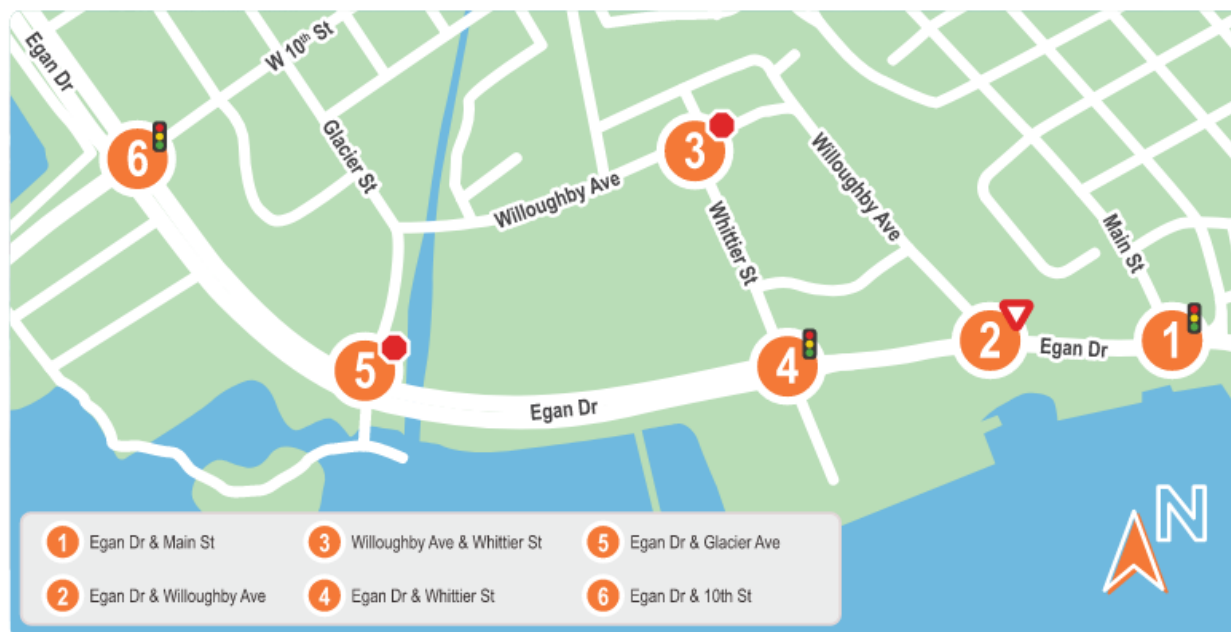 Egan Dr
W 10th St
6
Glacier St
3
Willoughby Ave
Willoughby Ave
Whittier St
Main St
5
4
2
Egan Dr
1
Egan Dr
N
1 Egan Dr & Main St
3 Willoughby Ave & Whittier St
5 Egan Dr & Glacier Ave
2 Egan Dr & Willoughby Ave
4 Egan Dr & Whittier St
6 Egan Dr & 10th St